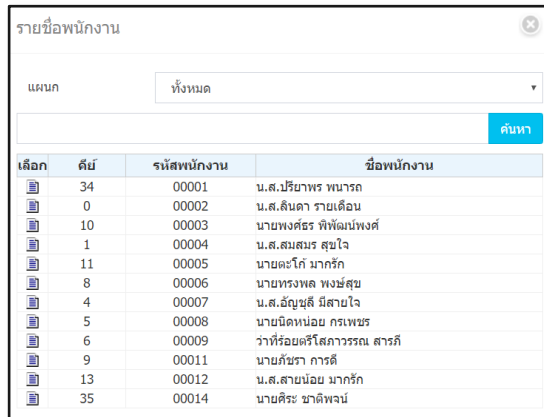 รายชื่อพนักงาน
แผนก ทั้งหมด
ค้นหา
เลือก คีย์ รหัสพนักงาน ชื่อพนักงาน
34 00001 น.ส.ปรียาพร พนารถ
0 00002 น.ส.ลินดา รายเดือน
10 00003 นายพงศ์ธร พิพัฒน์พงศ์
1 00004 น.ส.สมสมร สุขใจ
11 00005 นายตะโก้ มากรัก
8 00006 นายทรงพล พงษ์สุข
4 00007 น.ส.อัญชุลี มีสายใจ
5 00008 นายนิดหน่อย กรเพชร
6 00009 ว่าที่ร้อยตรีโสภาวรรณ สารภี
9 00011 นายภัชรา การดี
13 00012 น.ส.สายน้อย มากรัก
35 00014 นายศิระ ชาติพจน์